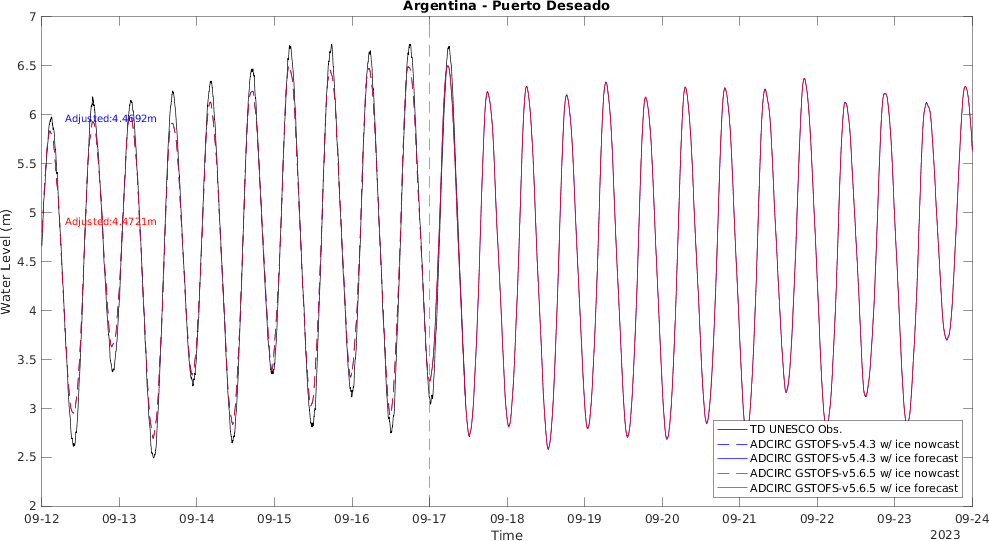 Argentina - Puerto Deseado
7
6.5
6
5.5
5
4.5
4
3.5
3
2.5
2
Water Level (m)
Adjusted:4.4692m
Adjusted:4.4721m
TD UNESCO Obs.
ADCIRC GSTOFS-v5.4.3 w/ ice nowcast
ADCIRC GSTOFS-v5.4.3 w/ ice forecast
ADCIRC GSTOFS-v5.6.5 w/ ice nowcast
ADCIRC GSTOFS-v5.6.5 w/ ice forecast
09-12 09-13 09-14 09-15 09-16 09-17 09-18 09-19 09-20 09-21 09-22 09-23 09-24
Time
2023